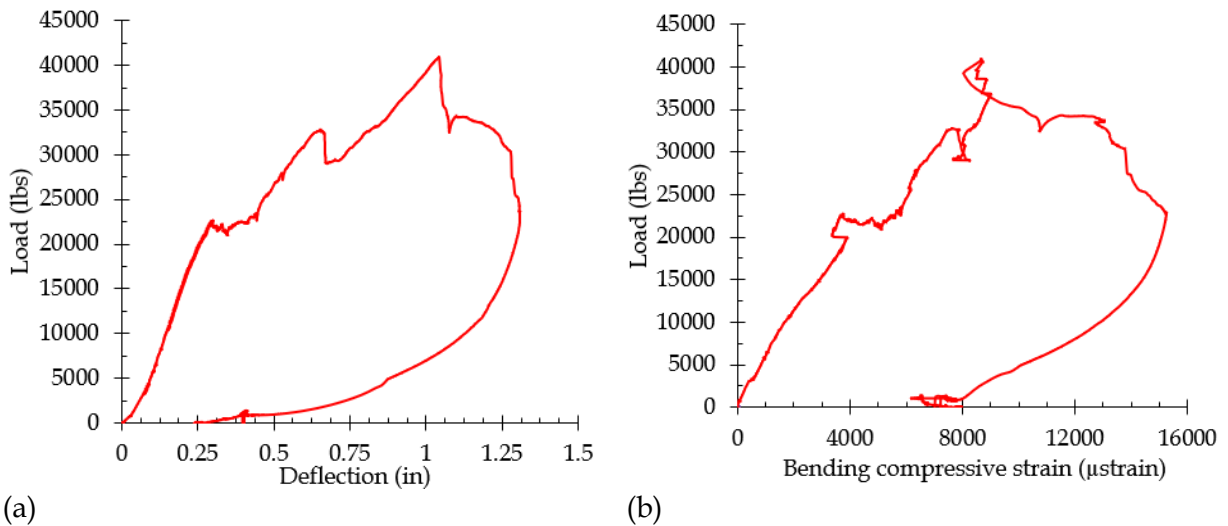 45000
40000
35000
30000
25000
20000
15000
10000
5000
0
Load (lbs)
0 0.25 0.5 0.75 1 1.25 1.5
Deflection (in)
(a)
45000
40000
35000
30000
25000
20000
15000
10000
5000
0
Load (lbs)
0 4000 8000 12000 16000
Bending compressive strain (µstrain)
(b)